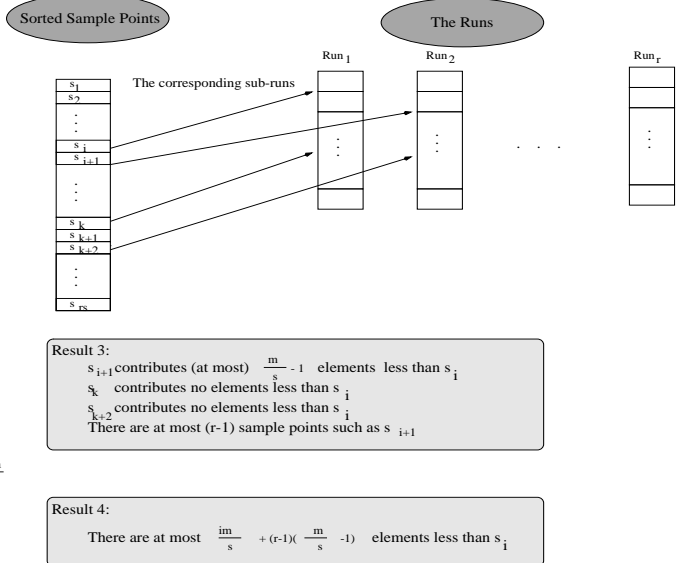 Sorted Sample Points
The Runs
Run 1
Run 2
Run r
The corresponding sub-runs
s 1
s 2
s i
s i+1
s k
s k+1
s k+2
s rs
Result 3:
s i+1 contributes (at most) m/s - 1 elements less than s i
s k contributes no elements less than s i
s k+2 contributes no elements less than s i
There are at most (r-1) sample points such as s i+1
Result 4:
There are at most im/s + (r-1)( m/s -1) elements less than s i